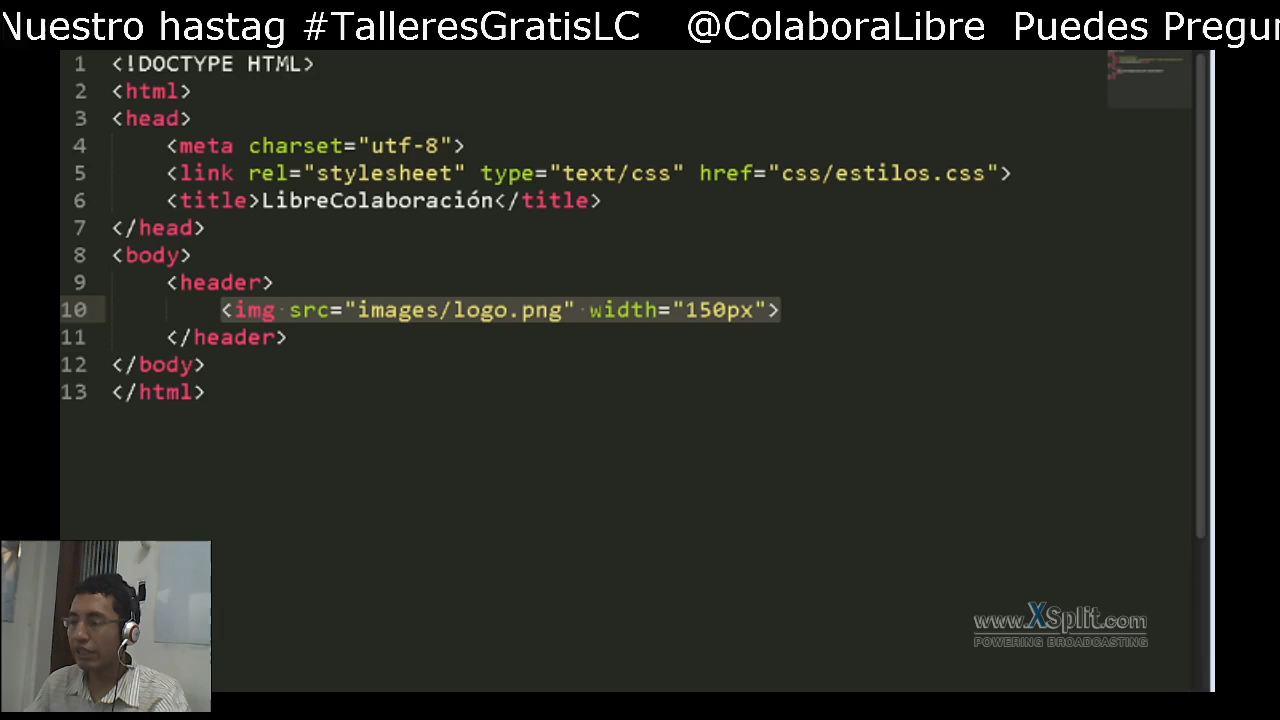 Nuestro hastag #TalleresGratisLC @ColaboraLibre Puedes
1 <!DOCTYPE HTML>
2 <html>
3 <head>
4 <meta charset="utf-8">
5 <link rel="stylesheet" type="text/css" href="css/estilos.css">
6 <title>LibreColaboración</title>
7 </head>
8 <body>
9 <header>
10 <img src="images/logo.png" width="150px">
11 </header>
12 </body>
13 </html>
www.XSplit.com
POWERING BROADCASTING